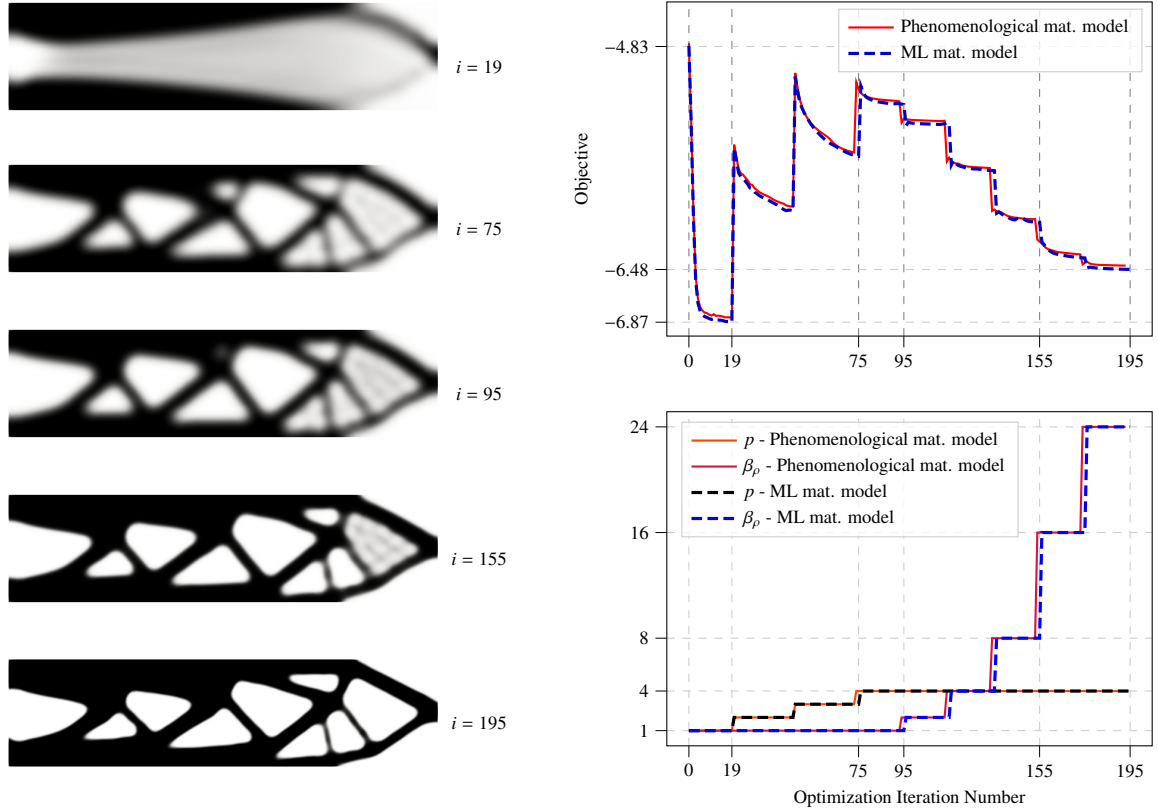 i = 19
i = 75
i = 95
i = 155
i = 195
Phenomenological mat. model
ML mat. model
Objective
−4.83
−6.48
−6.87
0 19 75 95 155 195
p - Phenomenological mat. model
βρ - Phenomenological mat. model
p - ML mat. model
βρ - ML mat. model
24
16
8
4
1
0 19 75 95 155 195
Optimization Iteration Number